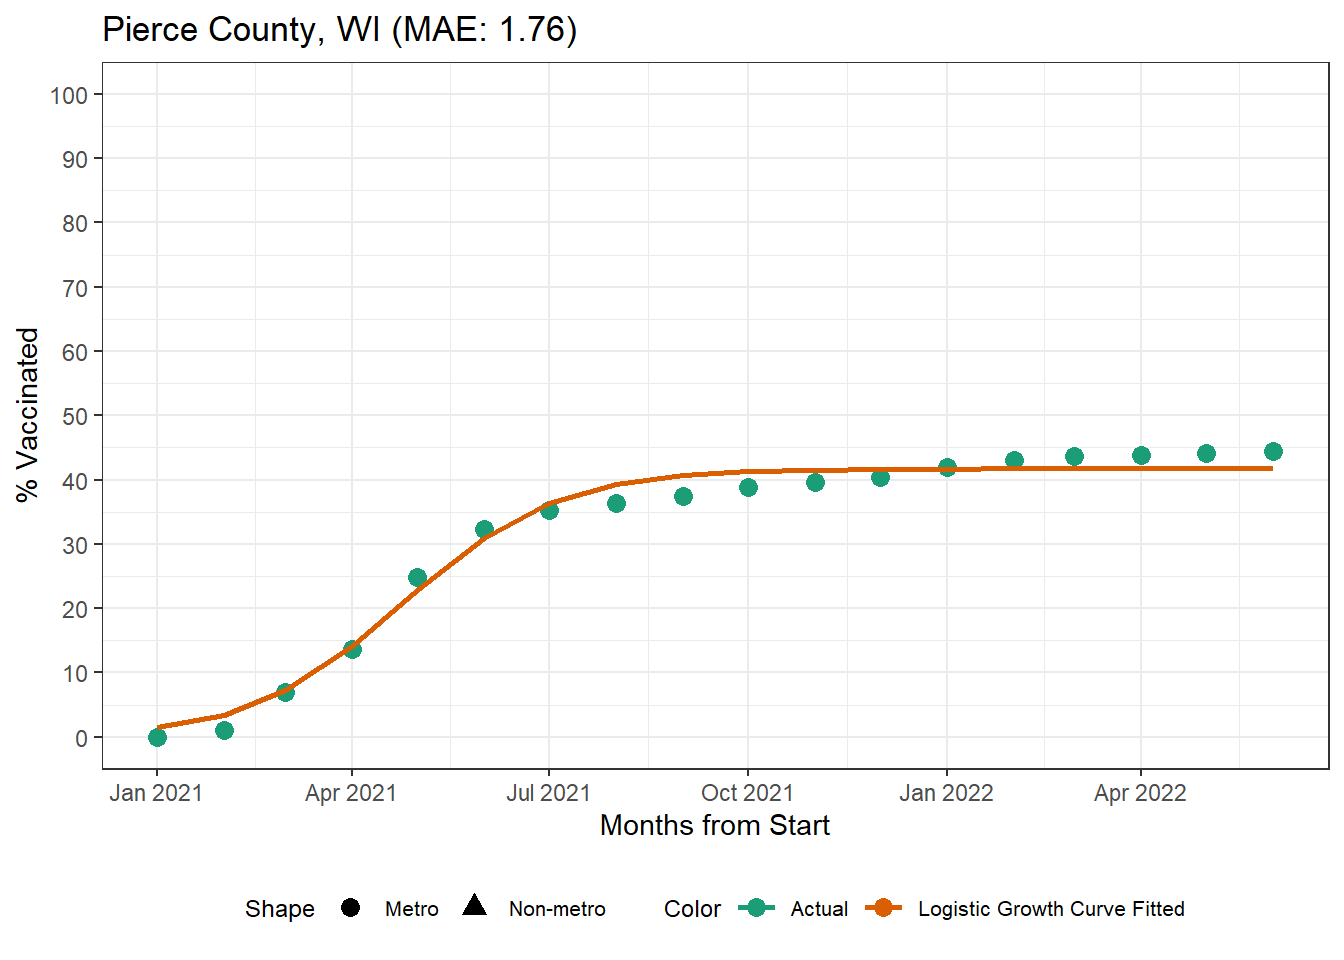 Pierce County, WI (MAE: 1.76)
100
90
80
70
60
50
40
30
20
10
0
% Vaccinated
Jan 2021 Apr 2021 Jul 2021 Oct 2021 Jan 2022 Apr 2022
Months from Start
Shape Metro Non-metro Color Actual Logistic Growth Curve Fitted